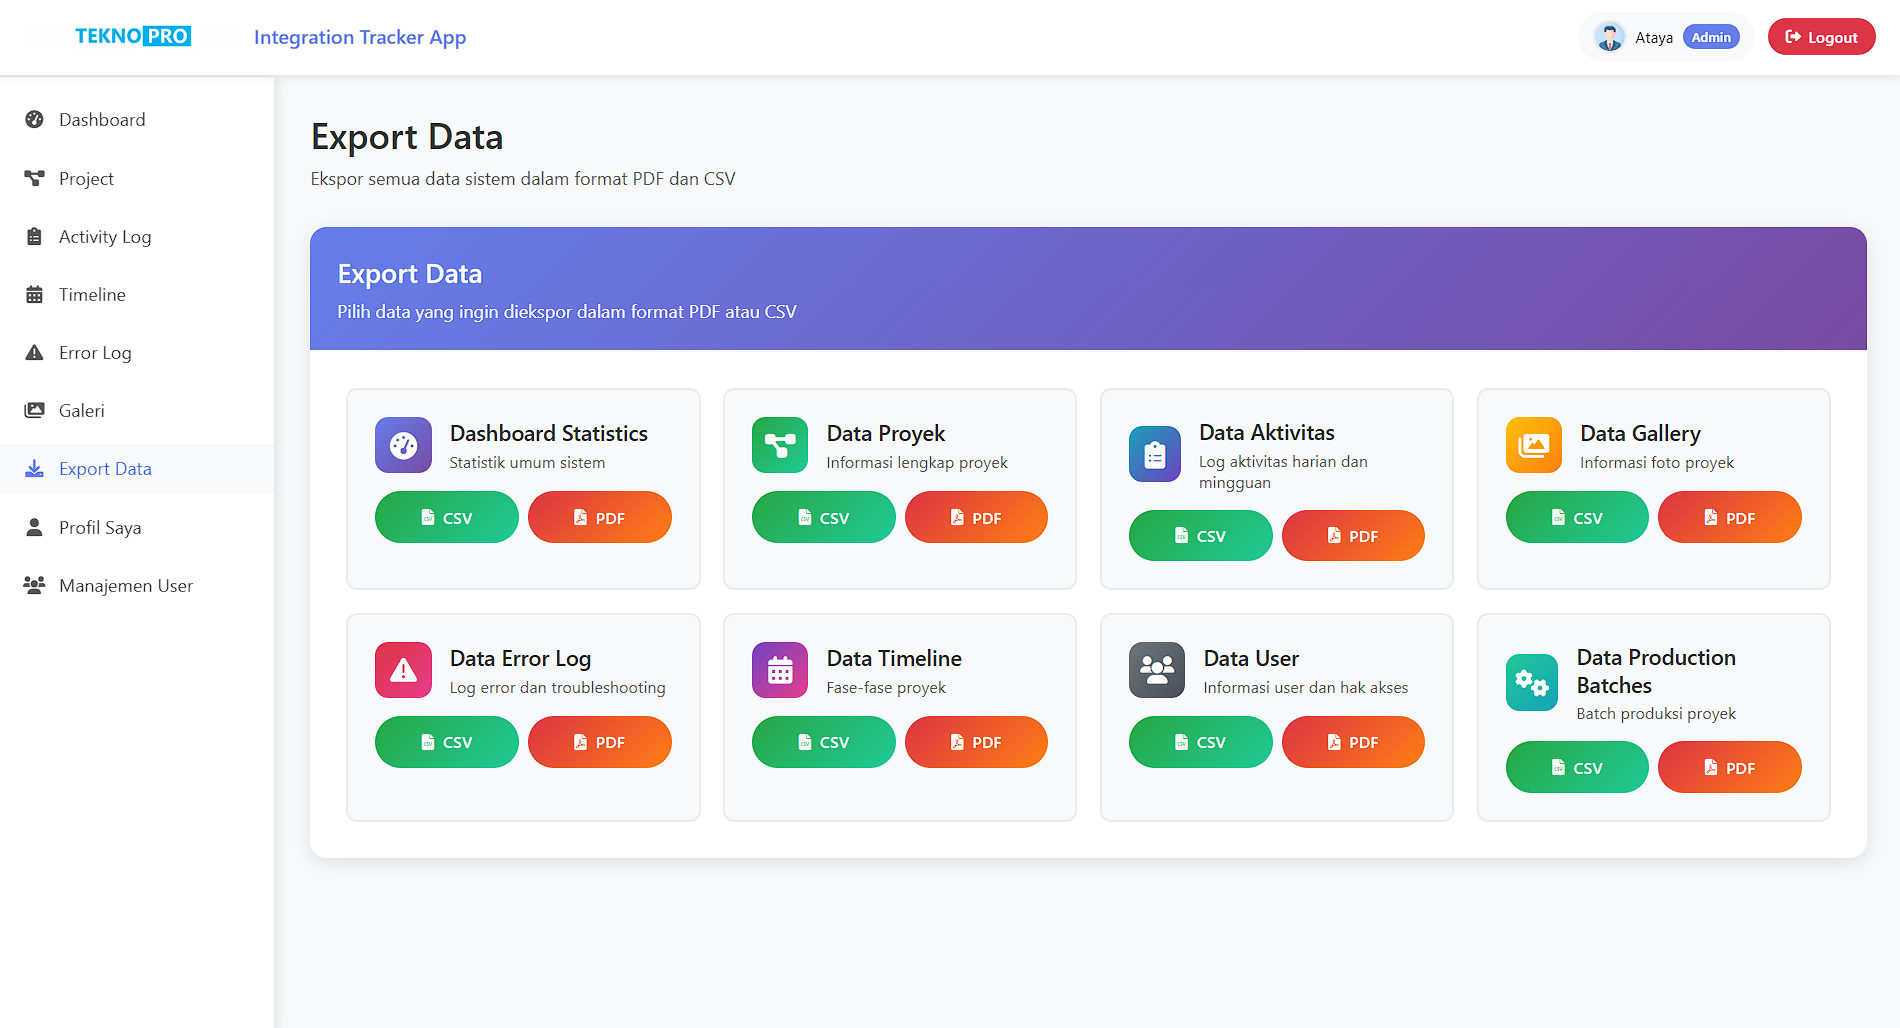 TEKNO PRO
Integration Tracker App
Ataya
Admin
Logout
Dashboard
Project
Activity Log
Timeline
Error Log
Galeri
Export Data
Profil Saya
Manajemen User
Export Data
Ekspor semua data sistem dalam format PDF dan CSV
Export Data
Pilih data yang ingin diekspor dalam format PDF atau CSV
Dashboard Statistics
Statistik umum sistem
CSV
PDF
Data Proyek
Informasi lengkap proyek
CSV
PDF
Data Aktivitas
Log aktivitas harian dan
mingguan
CSV
PDF
Data Gallery
Informasi foto proyek
CSV
PDF
Data Error Log
Log error dan troubleshooting
CSV
PDF
Data Timeline
Fase-fase proyek
CSV
PDF
Data User
Informasi user dan hak akses
CSV
PDF
Data Production
Batches
Batch produksi proyek
CSV
PDF